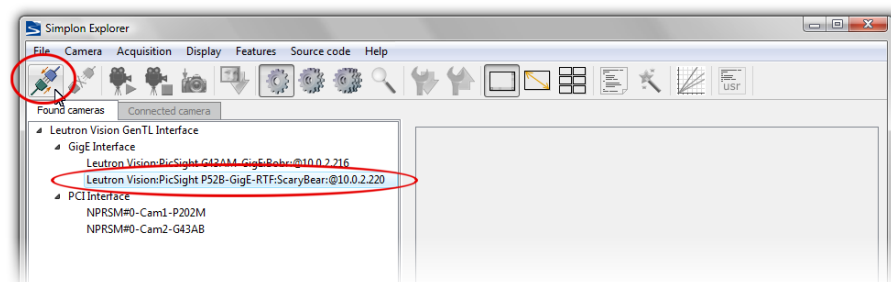 Simplon Explorer
File Camera Acquisition Display Features Source code Help
usr
Found cameras Connected camera
Leutron Vision GenTL Interface
GigE Interface
Leutron Vision:PicSight G43AM-GigE:Bobr:@10.0.2.216
Leutron Vision:PicSight P52B-GigE-RTF:ScaryBear:@10.0.2.220
PCI Interface
NPRSM#0-Cam1-P202M
NPRSM#0-Cam2-G43AB